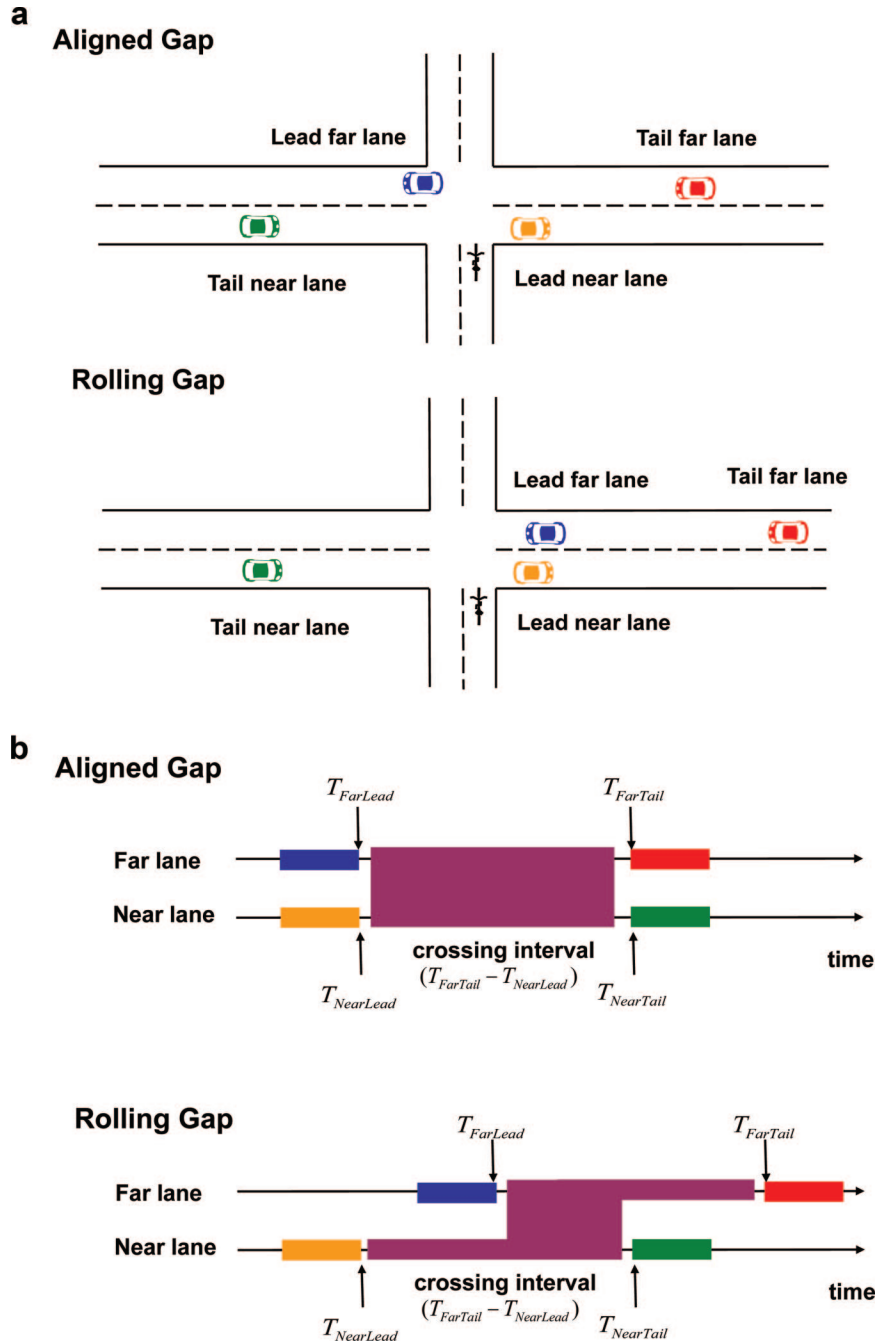 a
Aligned Gap
Lead far lane
Tail far lane
Tail near lane
Lead near lane
Rolling Gap
Lead far lane
Tail far lane
Tail near lane
Lead near lane
b
Aligned Gap
T_FarLead
T_FarTail
Far lane
Near lane
crossing interval
(T_FarTail – T_NearLead)
time
T_NearLead
T_NearTail
Rolling Gap
T_FarLead
T_FarTail
Far lane
Near lane
crossing interval
(T_FarTail – T_NearLead)
time
T_NearLead
T_NearTail